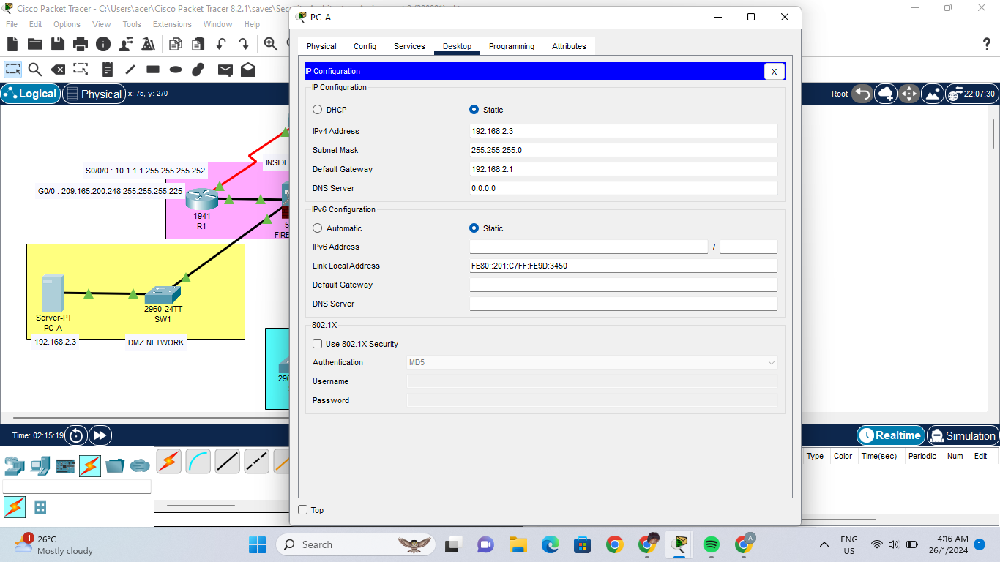 Cisco Packet Tracer - C:\Users\acer\Cisco Packet Tracer 8.2.1\saves\Sec
PC-A
File Edit Options View Tools Extensions Window Help
Physical Config Services Desktop Programming Attributes
IP Configuration
X
IP Configuration
Logical Physical x: 75, y: 270
Root 22:07:30
DHCP Static
IPv4 Address 192.168.2.3
Subnet Mask 255.255.255.0
Default Gateway 192.168.2.1
DNS Server 0.0.0.0
INSIDE
S0/0/0 : 10.1.1.1 255.255.255.252
G0/0 : 209.165.200.248 255.255.255.225
1941
R1
5
FIRE
IPv6 Configuration
Automatic Static
IPv6 Address /
Link Local Address FE80::201:C7FF:FE9D:3450
Default Gateway
DNS Server
2960-24TT
SW1
Server-PT
PC-A
192.168.2.3
DMZ NETWORK
296
802.1X
Use 802.1X Security
Authentication MD5
Username
Password
Time: 02:15:19
Realtime Simulation
Type Color Time(sec) Periodic Num Edit
Top
1
26°C
Mostly cloudy
Search
A
ENG
US
4:16 AM
26/1/2024
1